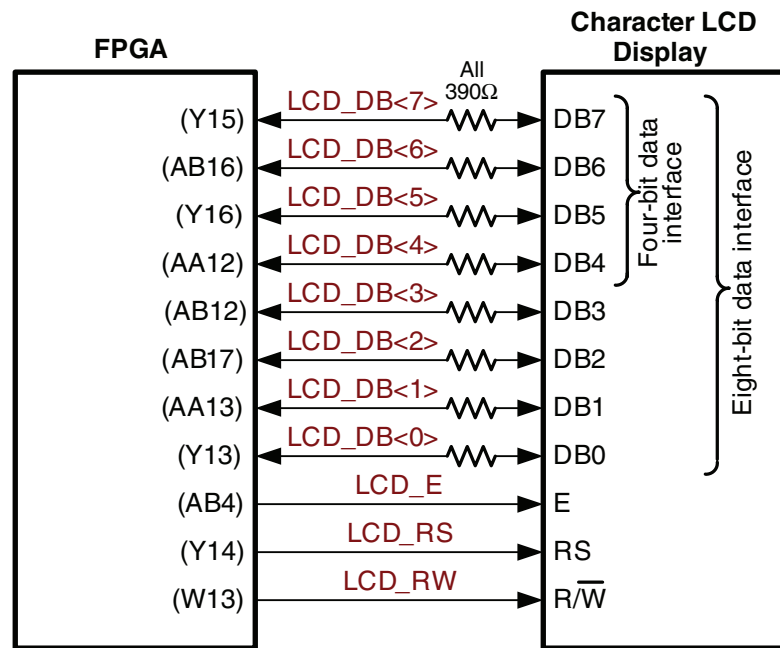 FPGA
Character LCD
Display
All
390Ω
(Y15) LCD_DB<7> DB7
(AB16) LCD_DB<6> DB6
(Y16) LCD_DB<5> DB5
(AA12) LCD_DB<4> DB4
(AB12) LCD_DB<3> DB3
(AB17) LCD_DB<2> DB2
(AA13) LCD_DB<1> DB1
(Y13) LCD_DB<0> DB0
(AB4) LCD_E E
(Y14) LCD_RS RS
(W13) LCD_RW R/W̅
Four-bit data
interface
Eight-bit data interface